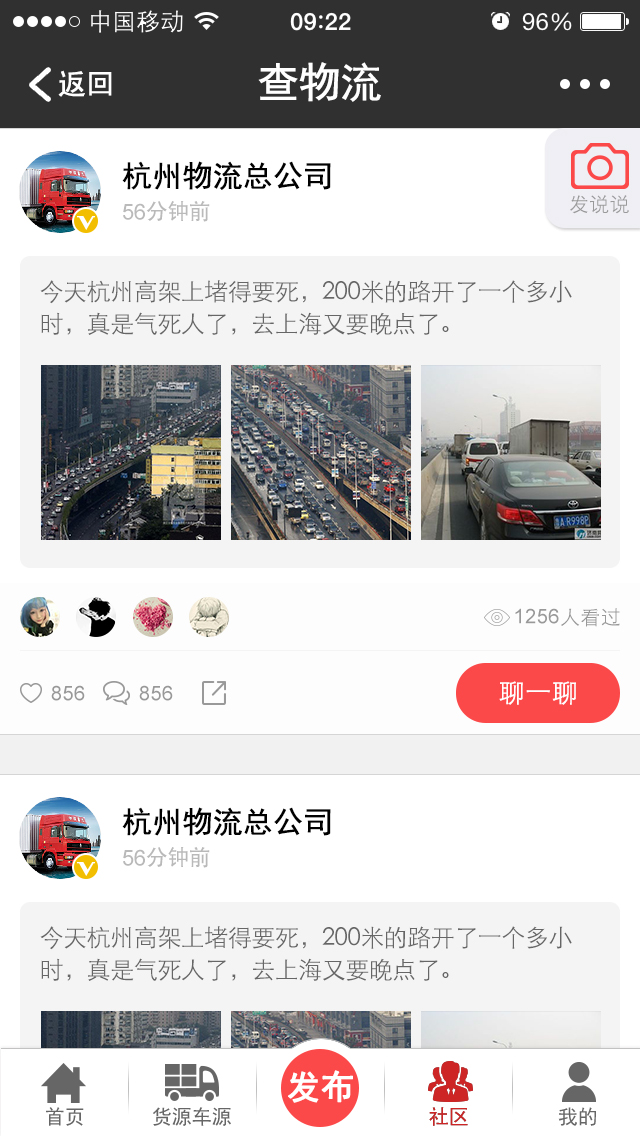 中国移动 09:22 96%
返回 查物流
杭州物流总公司
56分钟前
发说说
今天杭州高架上堵得要死，200米的路开了一个多小
时，真是气死人了，去上海又要晚点了。
1256人看过
856 856
聊一聊
杭州物流总公司
56分钟前
今天杭州高架上堵得要死，200米的路开了一个多小
时，真是气死人了，去上海又要晚点了。
首页 货源车源 发布 社区 我的